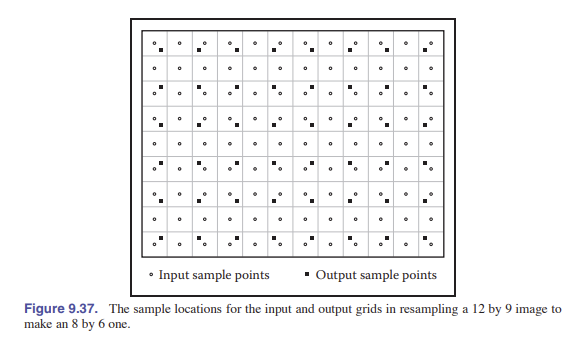 Input sample points
Output sample points
Figure 9.37. The sample locations for the input and output grids in resampling a 12 by 9 image to
make an 8 by 6 one.